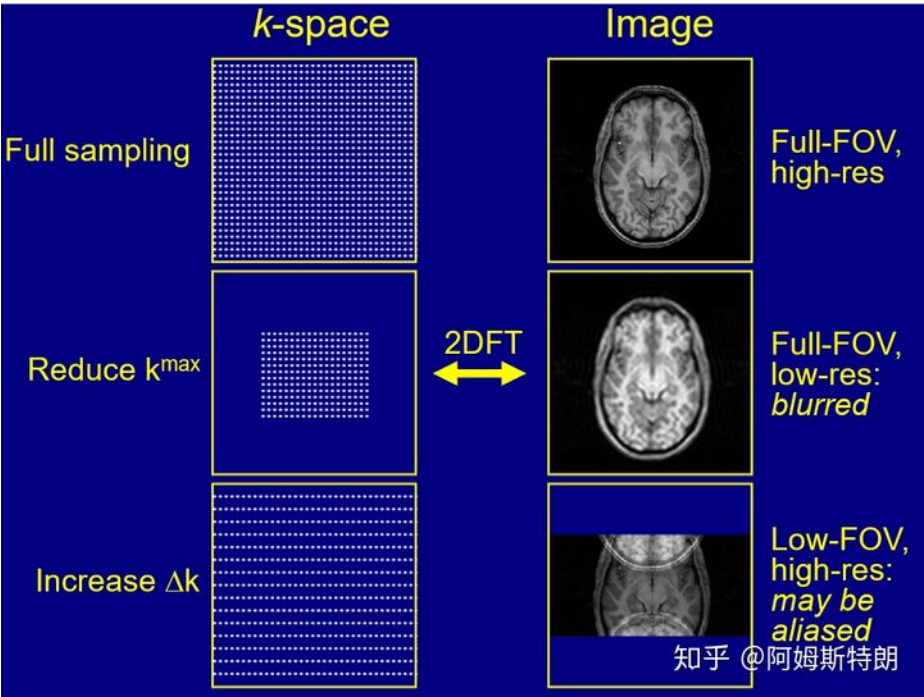 k-space
Image
Full sampling
Full-FOV,
high-res
Reduce kmax
2DFT
Full-FOV,
low-res:
blurred
Increase Δk
Low-FOV,
high-res:
may be
aliased
知乎 @阿姆斯特朗